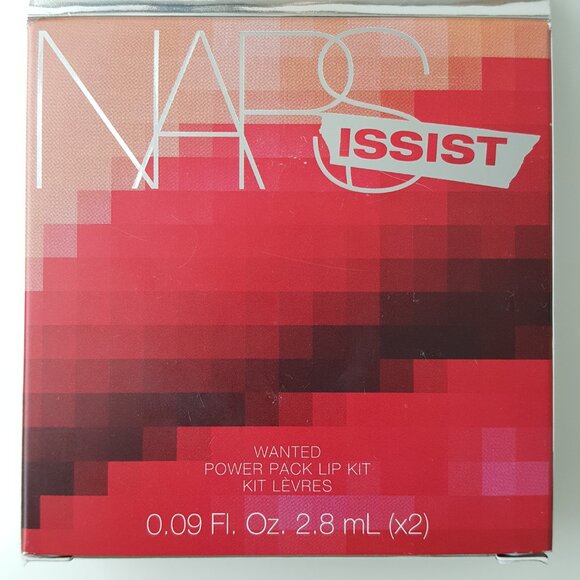 NARS
ISSIST
WANTED
POWER PACK LIP KIT
KIT LÈVRES
0.09 Fl. Oz. 2.8 mL (x2)